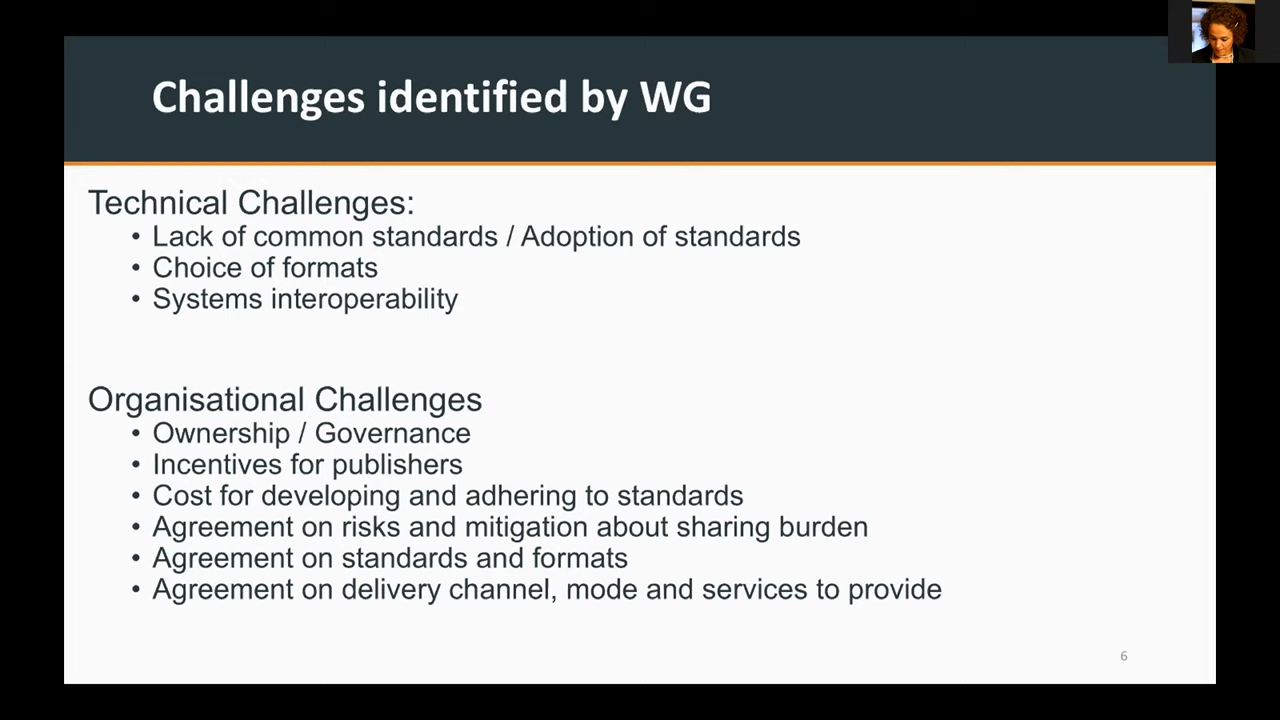 Challenges identified by WG
Technical Challenges:
• Lack of common standards / Adoption of standards
• Choice of formats
• Systems interoperability
Organisational Challenges
• Ownership / Governance
• Incentives for publishers
• Cost for developing and adhering to standards
• Agreement on risks and mitigation about sharing burden
• Agreement on standards and formats
• Agreement on delivery channel, mode and services to provide
6